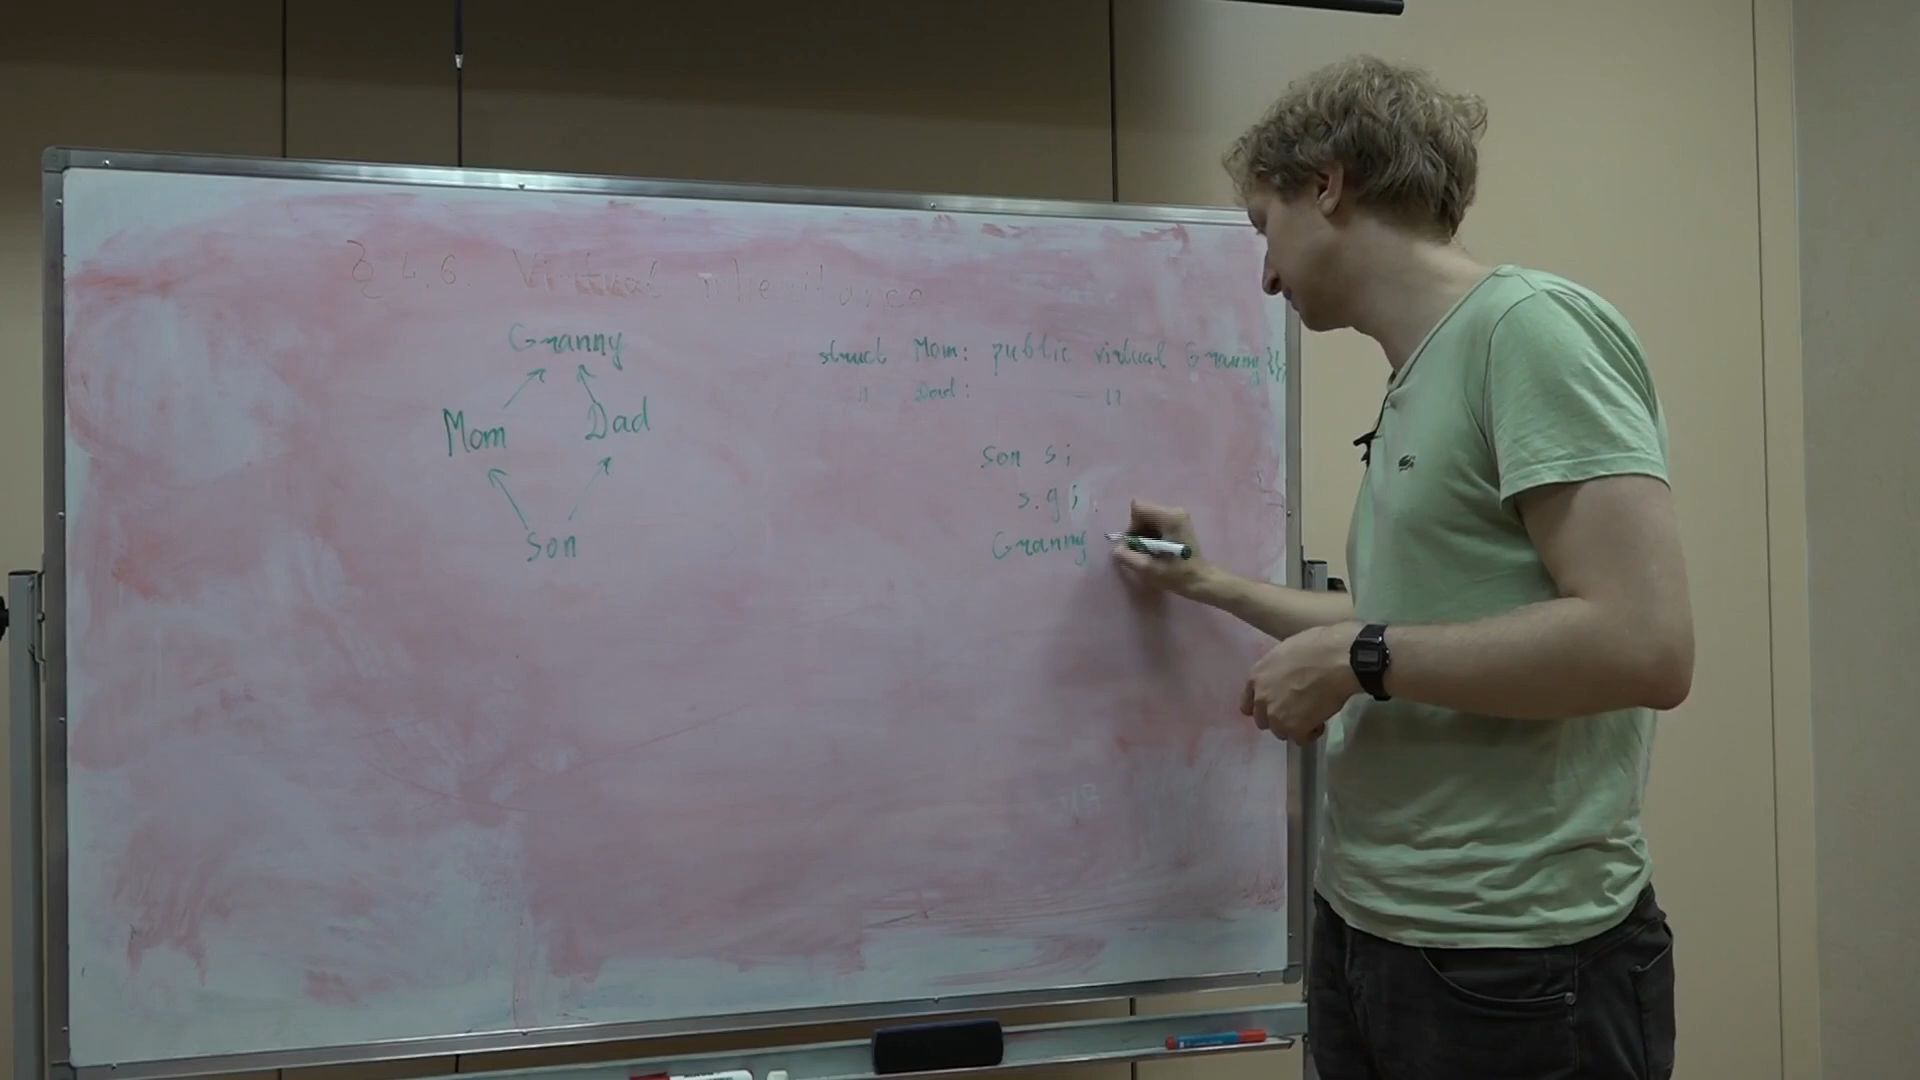 § 4.6. Virtual inheritance
Granny
Mom Dad
Son
struct Mom: public virtual Granny {};
" Dad: — "
Son s;
s.g;
Granny